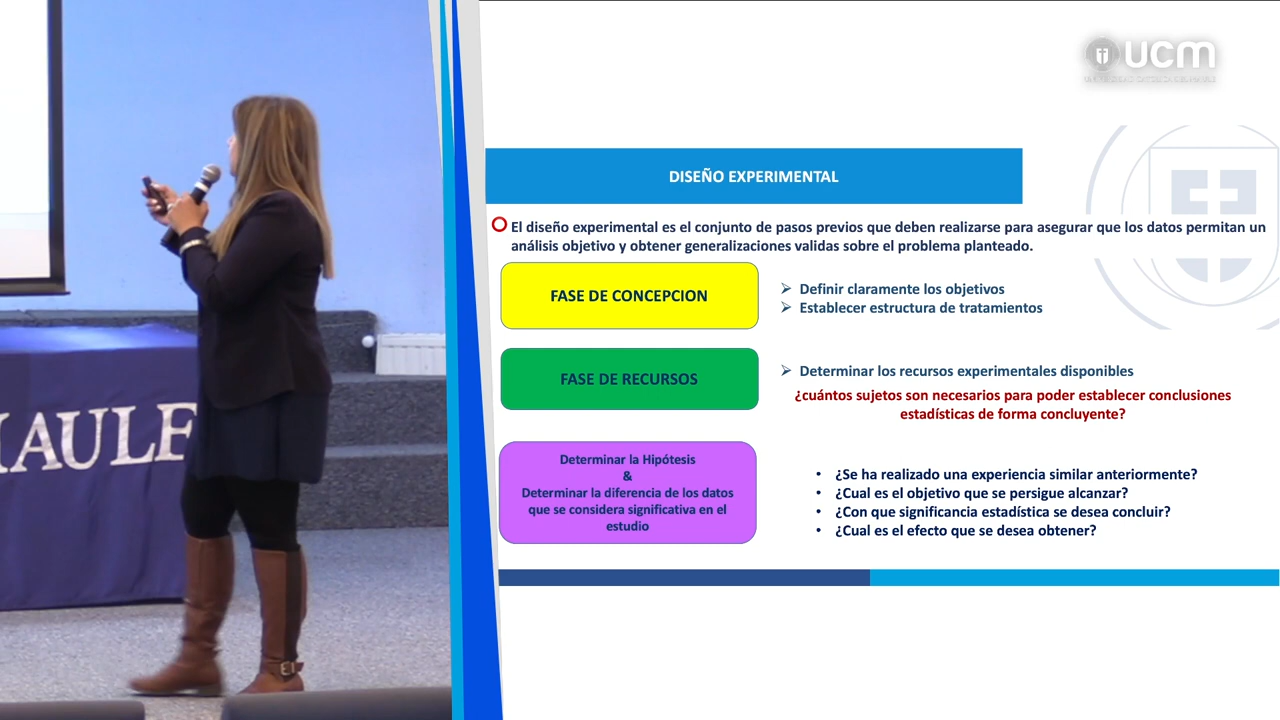 ucm
DISEÑO EXPERIMENTAL
El diseño experimental es el conjunto de pasos previos que deben realizarse para asegurar que los datos permitan un
análisis objetivo y obtener generalizaciones validas sobre el problema planteado.
FASE DE CONCEPCION
Definir claramente los objetivos
Establecer estructura de tratamientos
FASE DE RECURSOS
Determinar los recursos experimentales disponibles
¿cuántos sujetos son necesarios para poder establecer conclusiones
estadísticas de forma concluyente?
Determinar la Hipótesis
&
Determinar la diferencia de los datos
que se considera significativa en el
estudio
¿Se ha realizado una experiencia similar anteriormente?
¿Cual es el objetivo que se persigue alcanzar?
¿Con que significancia estadística se desea concluir?
¿Cual es el efecto que se desea obtener?
MAULE